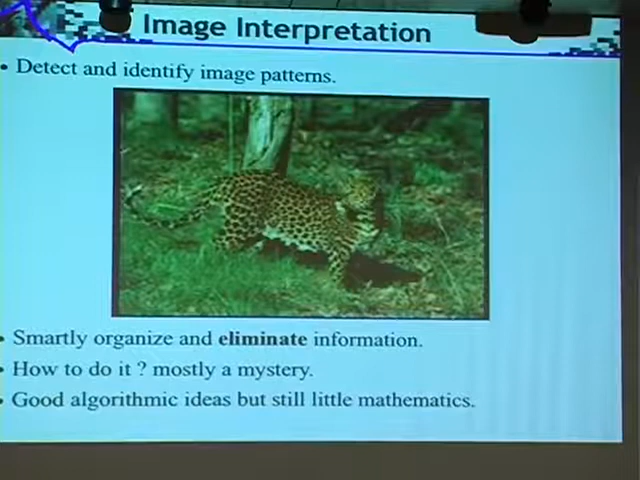 Image Interpretation
• Detect and identify image patterns.
• Smartly organize and eliminate information.
• How to do it ? mostly a mystery.
• Good algorithmic ideas but still little mathematics.